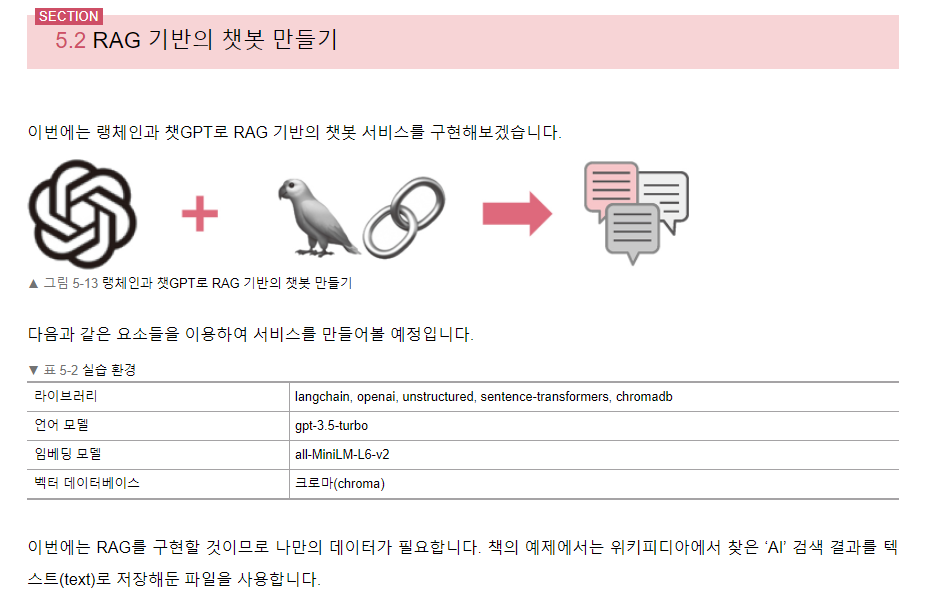 SECTION
5.2 RAG 기반의 챗봇 만들기
이번에는 랭체인과 챗GPT로 RAG 기반의 챗봇 서비스를 구현해보겠습니다.
▲ 그림 5-13 랭체인과 챗GPT로 RAG 기반의 챗봇 만들기
다음과 같은 요소들을 이용하여 서비스를 만들어볼 예정입니다.
▼ 표 5-2 실습 환경
라이브러리 langchain, openai, unstructured, sentence-transformers, chromadb
언어 모델 gpt-3.5-turbo
임베딩 모델 all-MiniLM-L6-v2
벡터 데이터베이스 크로마(chroma)
이번에는 RAG를 구현할 것이므로 나만의 데이터가 필요합니다. 책의 예제에서는 위키피디아에서 찾은 ‘AI’ 검색 결과를 텍
스트(text)로 저장해둔 파일을 사용합니다.